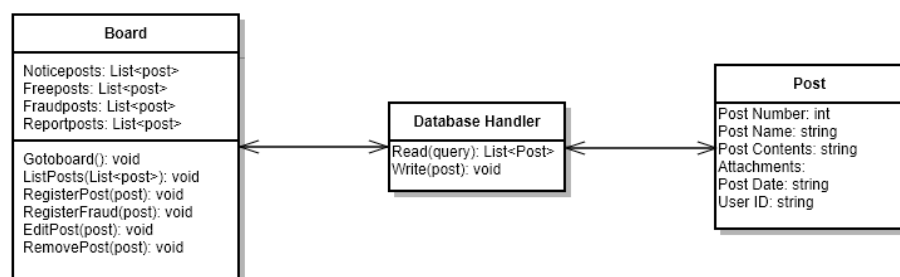 Board
Noticeposts: List<post>
Freeposts: List<post>
Fraudposts: List<post>
Reportposts: List<post>
Gotoboard(): void
ListPosts(List<post>): void
RegisterPost(post): void
RegisterFraud(post): void
EditPost(post): void
RemovePost(post): void
Database Handler
Read(query): List<Post>
Write(post): void
Post
Post Number: int
Post Name: string
Post Contents: string
Attachments:
Post Date: string
User ID: string